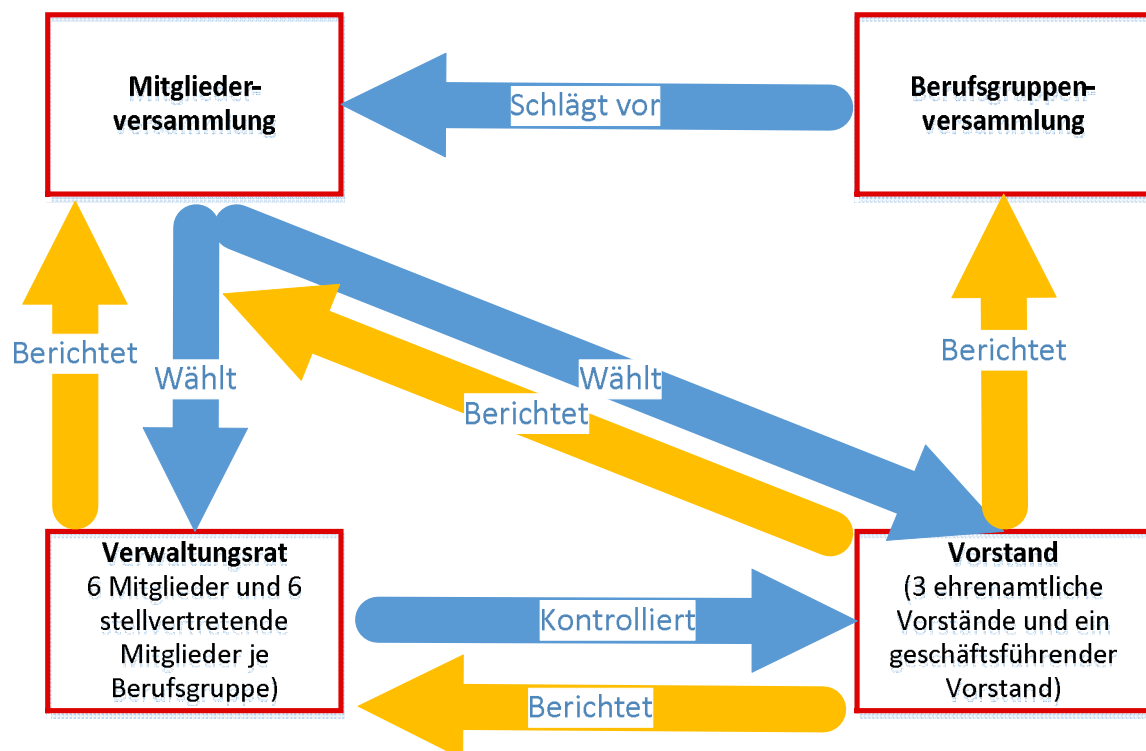 Mitglieder-
versammlung
Schlägt vor
Berufsgruppen-
versammlung
Berichtet
Wählt
Wählt
Berichtet
Berichtet
Verwaltungsrat
6 Mitglieder und 6
stellvertretende
Mitglieder je
Berufsgruppe)
Kontrolliert
Berichtet
Vorstand
(3 ehrenamtliche
Vorstände und ein
geschäftsführender
Vorstand)